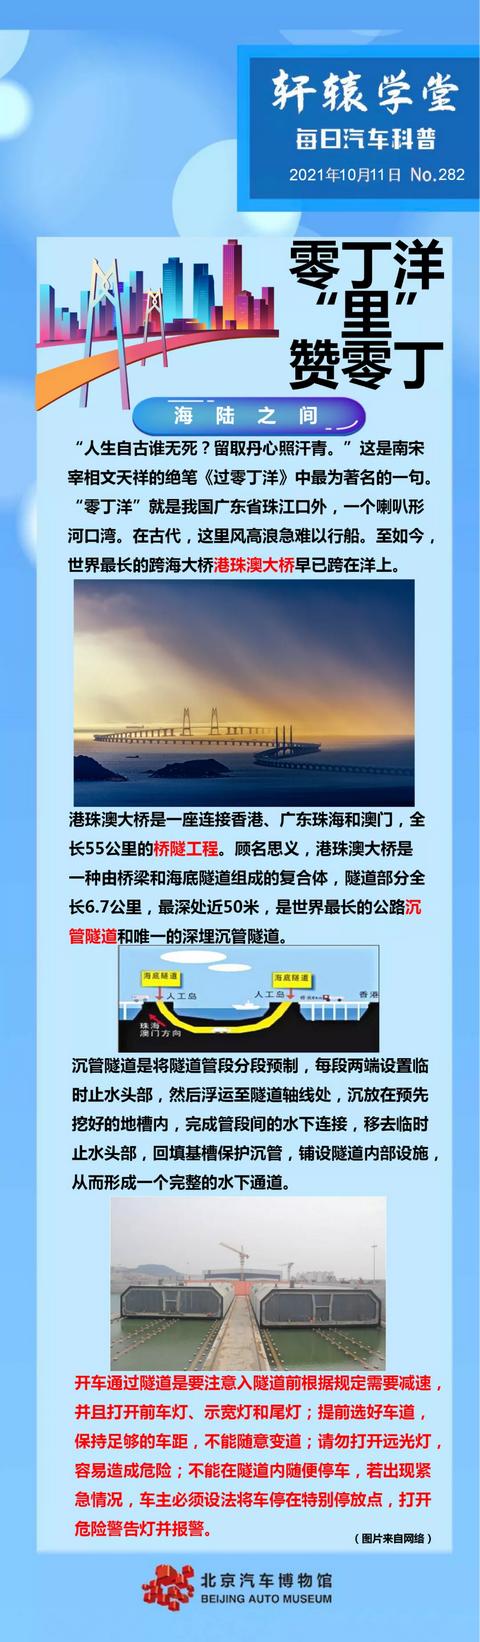 轩辕学堂
每日汽车科普
2021年10月11日 No.282
零丁洋
“里”
赞零丁
海陆之间
“人生自古谁无死？留取丹心照汗青。”这是南宋
宰相文天祥的绝笔《过零丁洋》中最为著名的一句。
“零丁洋”就是我国广东省珠江口外，一个喇叭形
河口湾。在古代，这里风高浪急难以行船。至如今，
世界最长的跨海大桥港珠澳大桥早已跨在洋上。
港珠澳大桥是一座连接香港、广东珠海和澳门，全
长55公里的桥隧工程。顾名思义，港珠澳大桥是
一种由桥梁和海底隧道组成的复合体，隧道部分全
长6.7公里，最深处近50米，是世界最长的公路沉
管隧道和唯一的深埋沉管隧道。
海底隧道 海底隧道
人工岛 人工岛 香港
珠海
澳门方向
沉管隧道是将隧道管段分段预制，每段两端设置临
时止水头部，然后浮运至隧道轴线处，沉放在预先
挖好的地槽内，完成管段间的水下连接，移去临时
止水头部，回填基槽保护沉管，铺设隧道内部设施，
从而形成一个完整的水下通道。
开车通过隧道是要注意入隧道前根据规定需要减速，
并且打开前车灯、示宽灯和尾灯；提前选好车道，
保持足够的车距，不能随意变道；请勿打开远光灯，
容易造成危险；不能在隧道内随便停车，若出现紧
急情况，车主必须设法将车停在特别停放点，打开
危险警告灯并报警。
（图片来自网络）
北京汽车博物馆
BEIJING AUTO MUSEUM